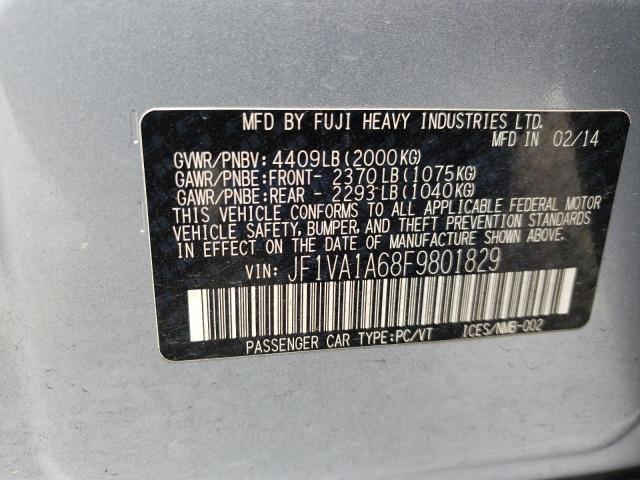 MFD BY FUJI HEAVY INDUSTRIES LTD.
MFD IN 02/14
GVWR/PNBV: 4409LB(2000KG)
GAWR/PNBE:FRONT- 2370LB(1075KG)
GAWR/PNBE:REAR - 2293LB(1040KG)
THIS VEHICLE CONFORMS TO ALL APPLICABLE FEDERAL MOTOR
VEHICLE SAFETY, BUMPER, AND THEFT PREVENTION STANDARDS
IN EFFECT ON THE DATE OF MANUFACTURING SHOWN ABOVE.
VIN: JF1VA1A68F9801829
PASSENGER CAR TYPE:PC/VT ICES/NMB-002